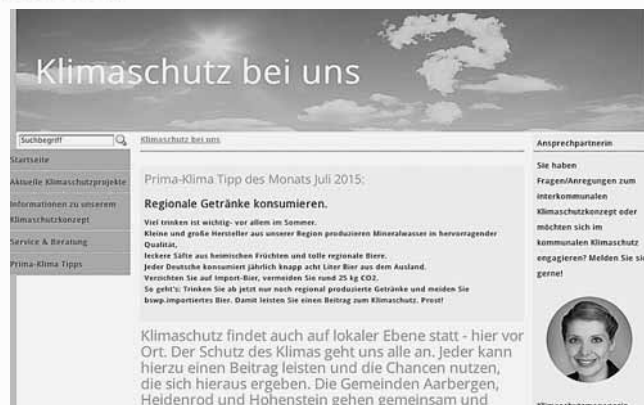 Klimaschutz bei uns
Suchbegriff
Startseite
Aktuelle Klimaschutzprojekte
Informationen zu unserem
Klimaschutzkonzept
Service & Beratung
Prima-Klima Tipps
Klimaschutz bei uns
Prima-Klima Tipp des Monats Juli 2015:
Regionale Getränke konsumieren.
Viel trinken ist wichtig- vor allem im Sommer.
Kleine und große Hersteller aus unserer Region produzieren Mineralwasser in hervorragender
Qualität,
leckere Säfte aus heimischen Früchten und tolle regionale Biere.
Jeder Deutsche konsumiert jährlich knapp acht Liter Bier aus dem Ausland.
Verzichten Sie auf Import-Bier, vermeiden Sie rund 25 kg CO2.
So geht's: Trinken Sie ab jetzt nur noch regional produzierte Getränke und meiden Sie
bswp.importiertes Bier. Damit leisten Sie einen Beitrag zum Klimaschutz. Prost!
Klimaschutz findet auch auf lokaler Ebene statt - hier vor
Ort. Der Schutz des Klimas geht uns alle an. Jeder kann
hierzu einen Beitrag leisten und die Chancen nutzen,
die sich hieraus ergeben. Die Gemeinden Aarbergen,
Heidenrod und Hohenstein gehen gemeinsam und
Ansprechpartnerin
Sie haben
Fragen/Anregungen zum
interkommunalen
Klimaschutzkonzept oder
möchten sich im
kommunalen Klimaschutz
engagieren? Melden Sie sic
gerne!